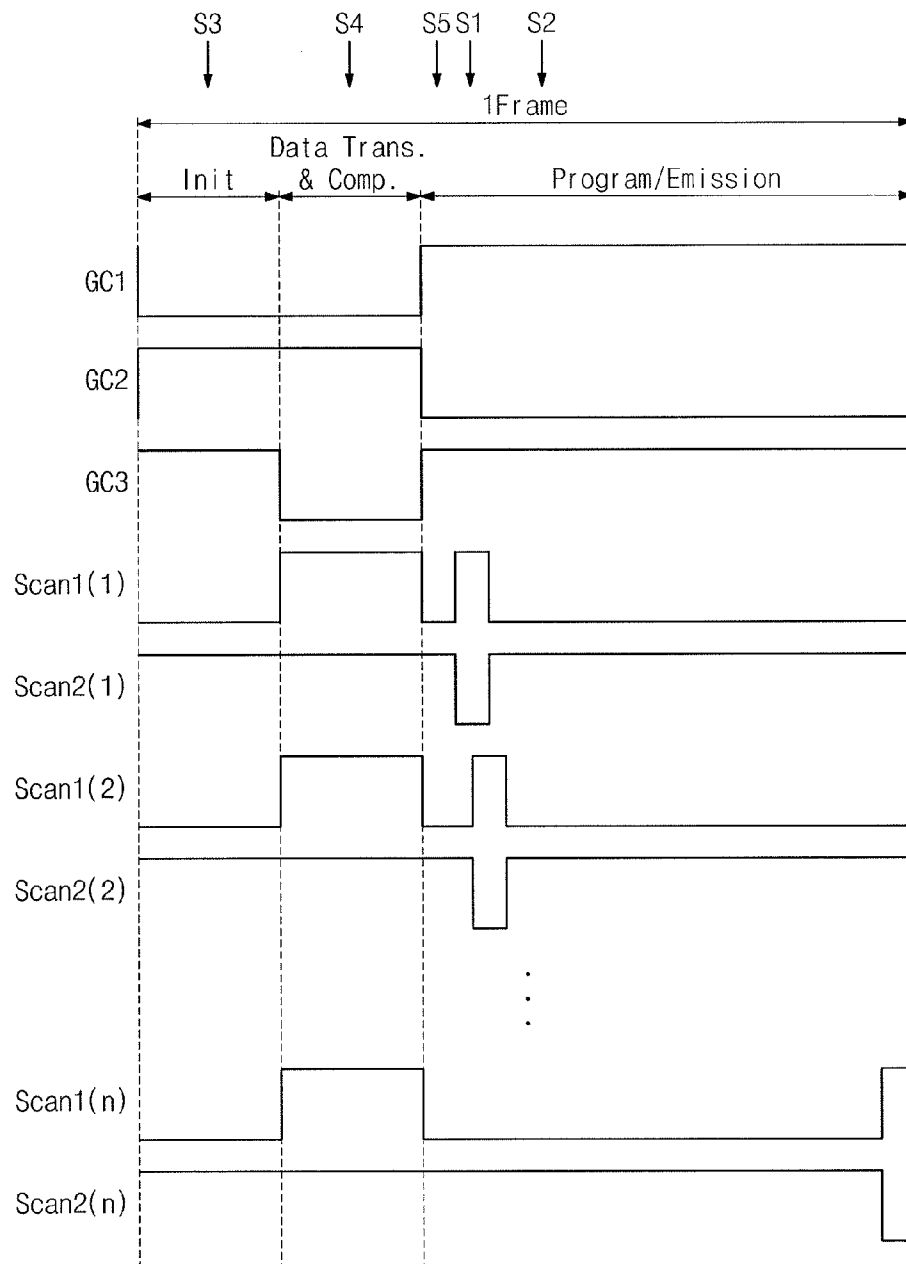 S3 S4 S5 S1 S2
1Frame
Data Trans.
Init & Comp. Program/Emission
GC1
GC2
GC3
Scan1(1)
Scan2(1)
Scan1(2)
Scan2(2)
Scan1(n)
Scan2(n)